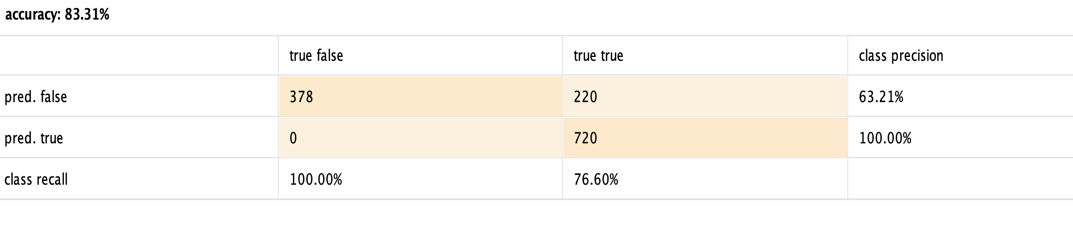 accuracy: 83.31%
true false true true class precision
pred. false 378 220 63.21%
pred. true 0 720 100.00%
class recall 100.00% 76.60%